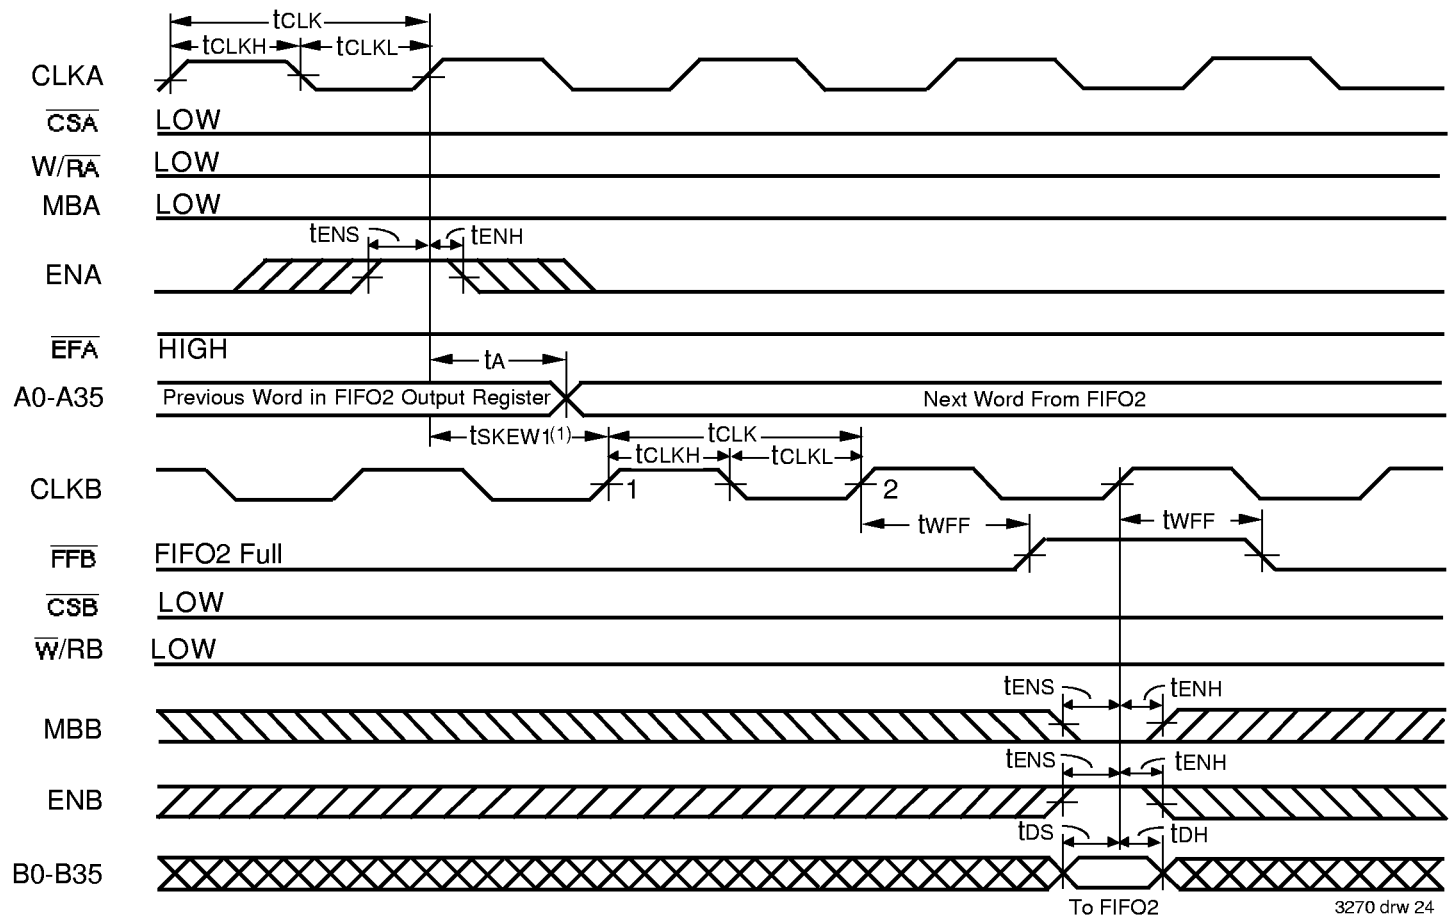 tCLK
tCLKH tCLKL
CLKA
CSA LOW
W/RA LOW
MBA LOW
tENS tENH
ENA
EFA HIGH
tA
A0-A35 Previous Word in FIFO2 Output Register Next Word From FIFO2
tSKEW1(1) tCLK
tCLKH tCLKL
CLKB 1 2
tWFF tWFF
FFB FIFO2 Full
CSB LOW
W/RB LOW
tENS tENH
MBB
tENS tENH
ENB
tDS tDH
B0-B35
To FIFO2
3270 drw 24